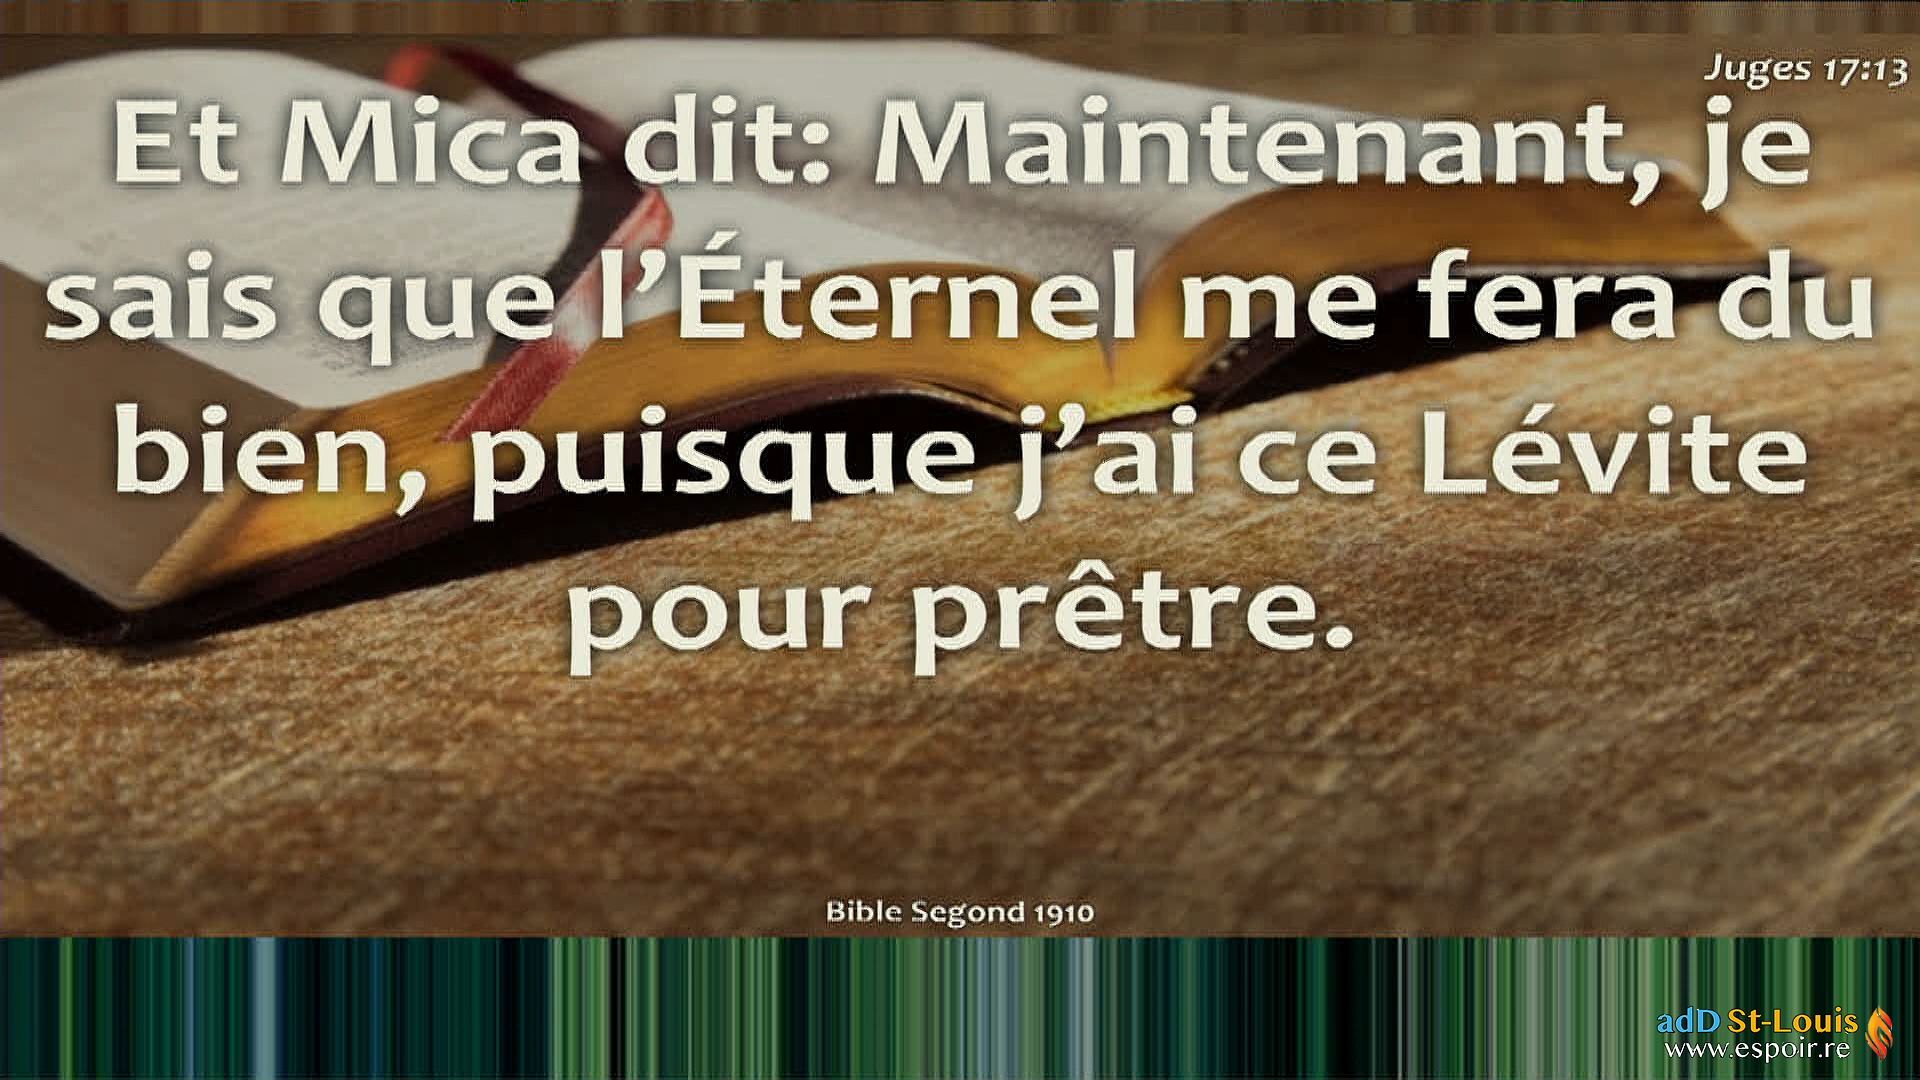 Juges 17:13
Et Mica dit: Maintenant, je
sais que l’Éternel me fera du
bien, puisque j’ai ce Lévite
pour prêtre.
Bible Segond 1910
adD St-Louis
www.espoir.re